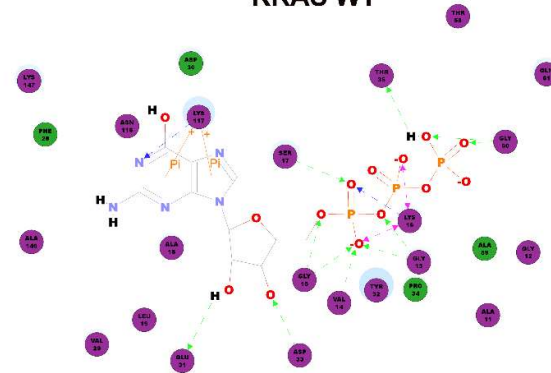 KRAS WT
THR
58
ASP
30
THR
35
LYS
147
H
O
LYS
117
PHE
28
ASN
116
H
O
O
GLY
60
N
Pi
+
+
Pi
N
SER
17
O
-O
P
-O
H
N
H
N
N
O
P
O
O
P
O
LYS
16
O
-O
ALA
146
ALA
18
GLY
VAL
14
TYR
32
GLY
13
PRO
34
ALA
59
GLY
12
H
O
O
LEU
19
ALA
11
VAL
29
GLU
31
ASP
33